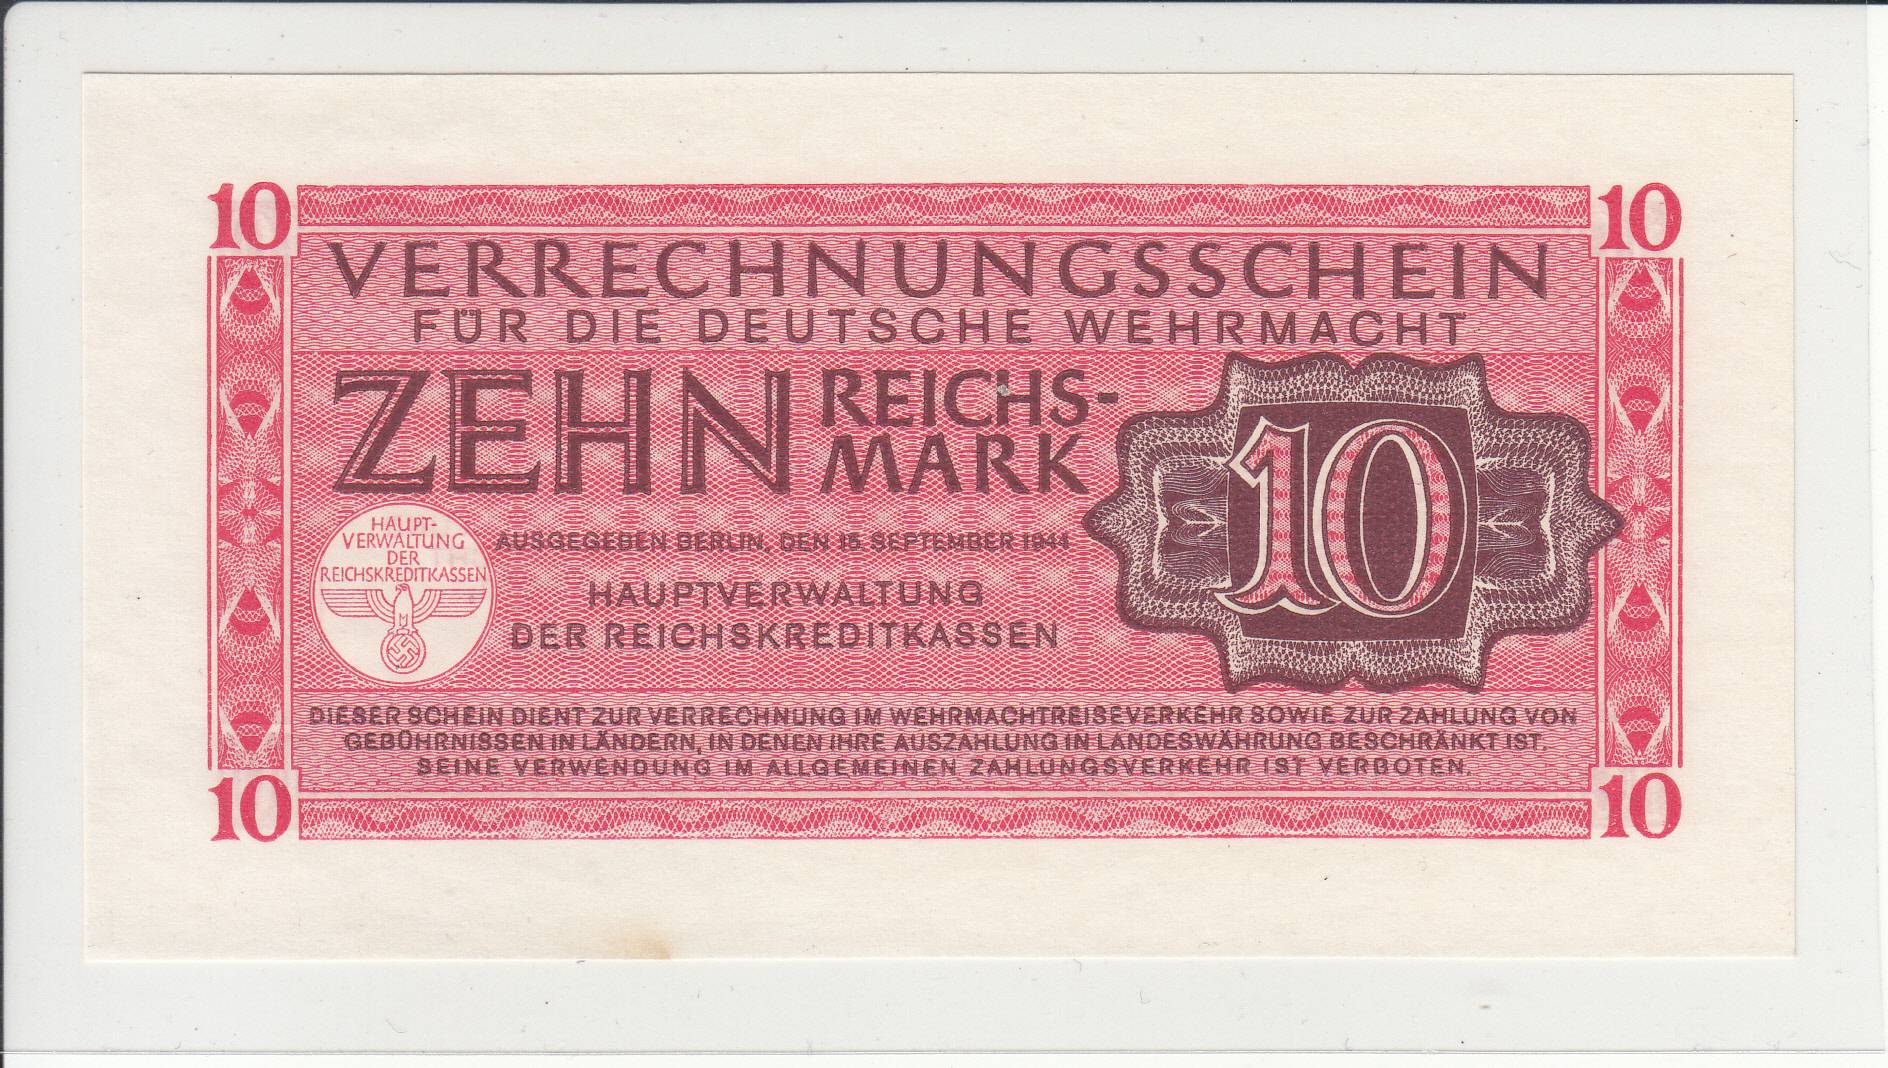 10 10
VERRECHNUNGSSCHEIN
FÜR DIE DEUTSCHE WEHRMACHT
ZEHN REICHS-
MARK
10
HAUPT-
VERWALTUNG
DER
REICHSKREDITKASSEN
M
AUSGEGEBEN BERLIN, DEN 15. SEPTEMBER 1944
HAUPTVERWALTUNG
DER REICHSKREDITKASSEN
DIESER SCHEIN DIENT ZUR VERRECHNUNG IM WEHRMACHTREISEVERKEHR SOWIE ZUR ZAHLUNG VON
GEBÜHRNISSEN IN LÄNDERN, IN DENEN IHRE AUSZAHLUNG IN LANDESWÄHRUNG BESCHRÄNKT IST.
SEINE VERWENDUNG IM ALLGEMEINEN ZAHLUNGSVERKEHR IST VERBOTEN.
10 10